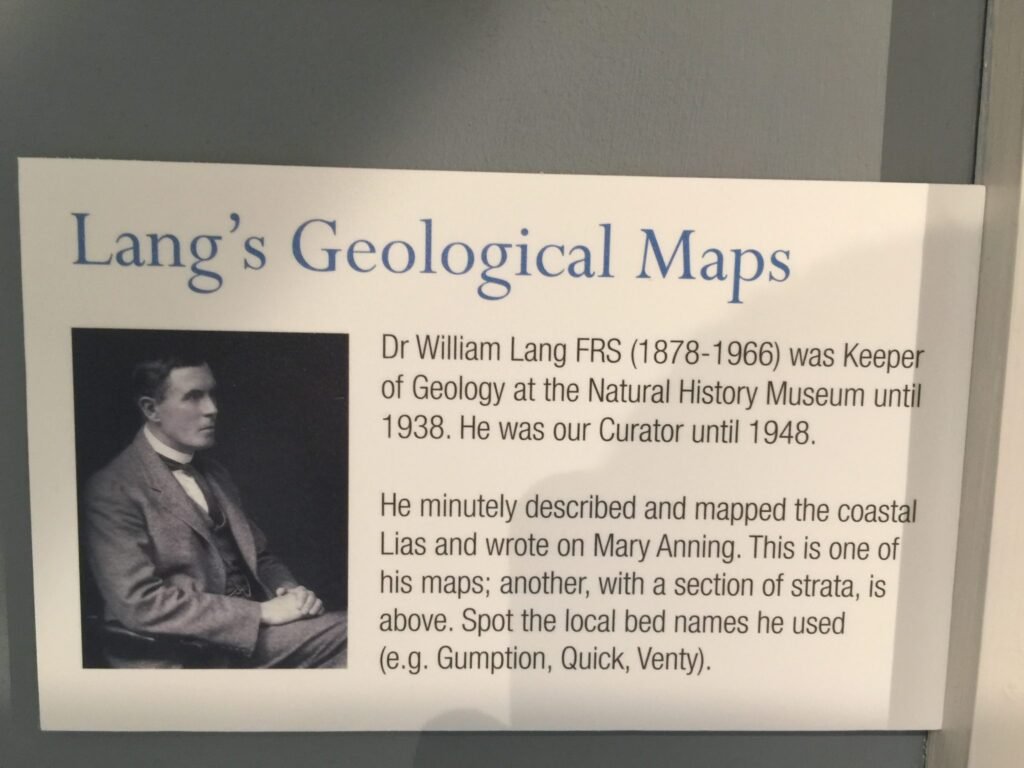 Lang's Geological Maps
Dr William Lang FRS (1878-1966) was Keeper
of Geology at the Natural History Museum until
1938. He was our Curator until 1948.
He minutely described and mapped the coastal
Lias and wrote on Mary Anning. This is one of
his maps; another, with a section of strata, is
above. Spot the local bed names he used
(e.g. Gumption, Quick, Venty).